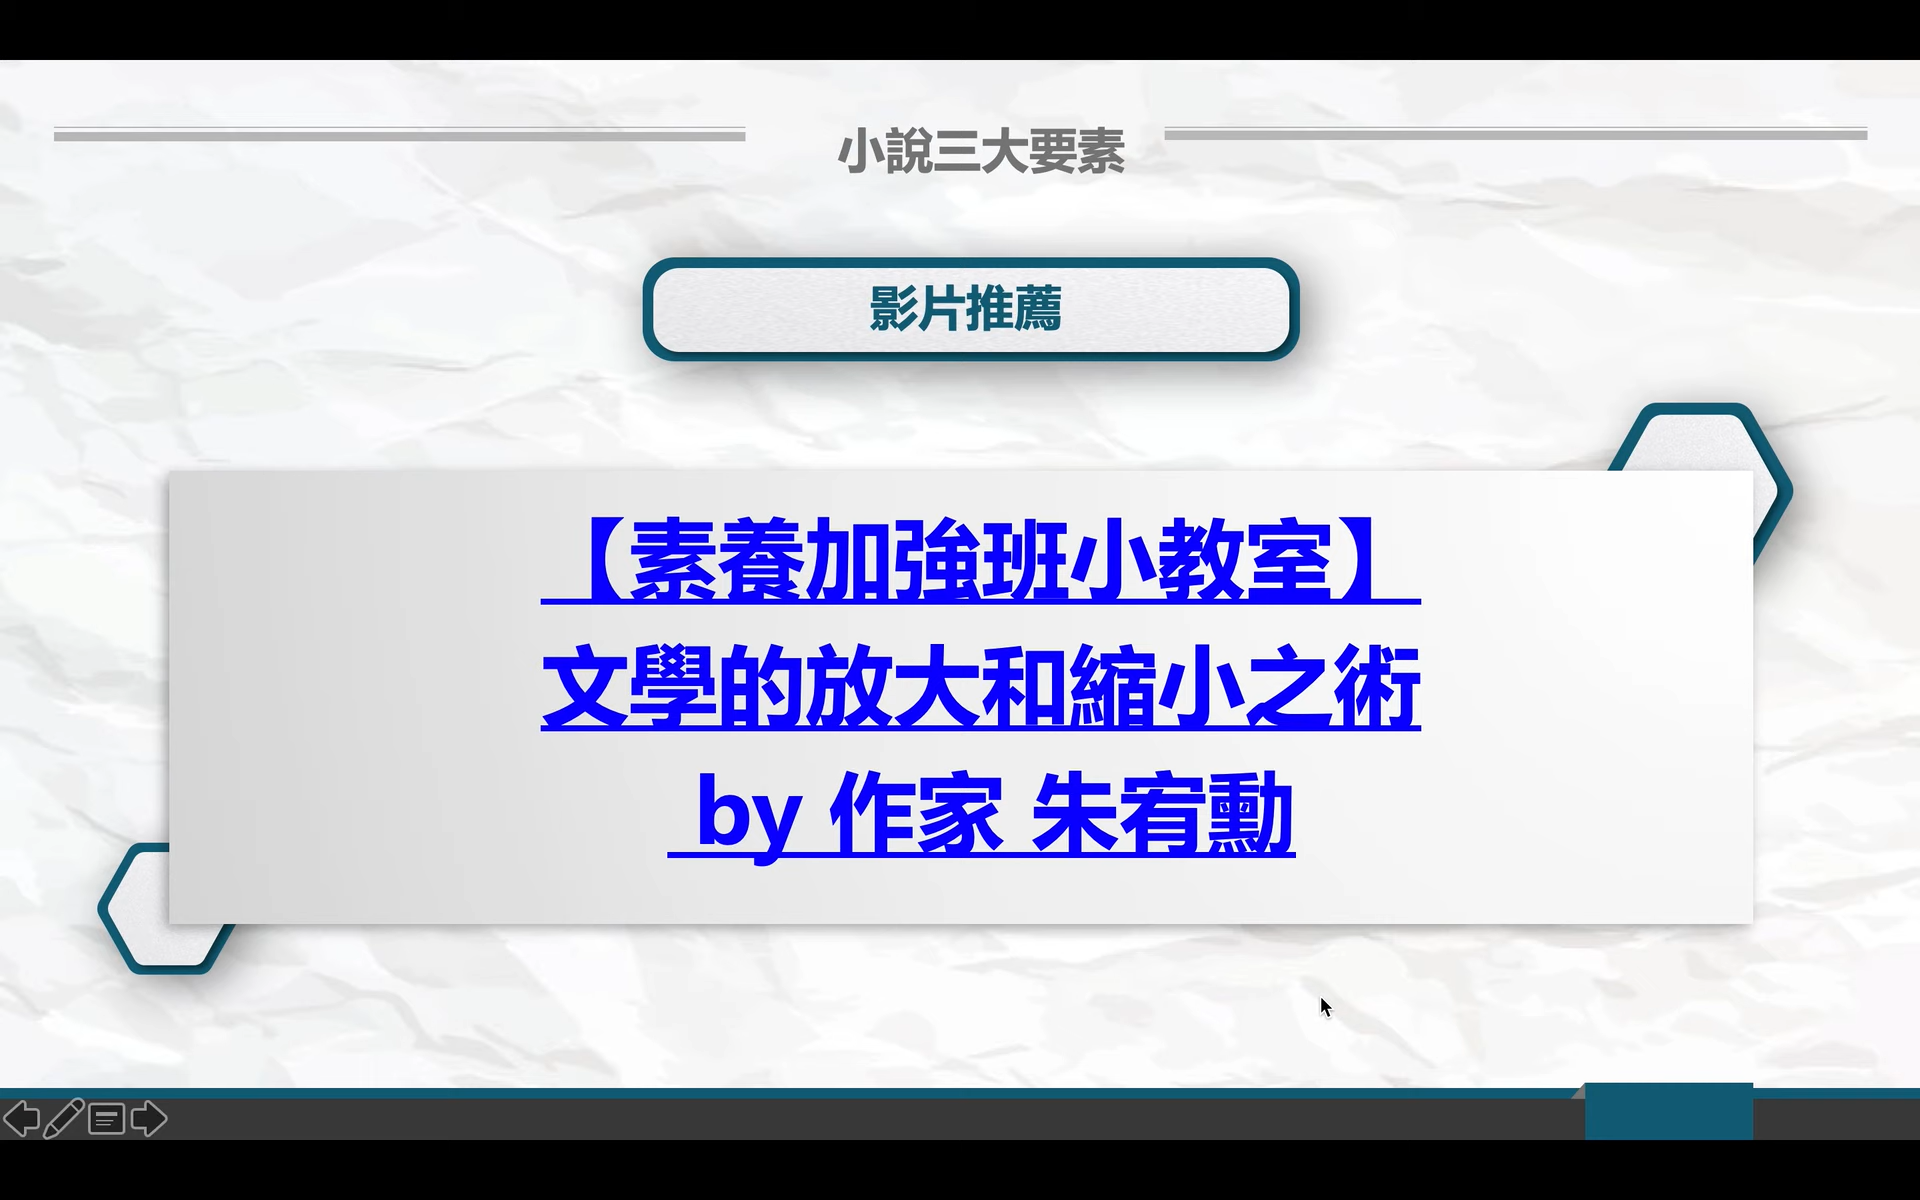 小說三大要素
影片推薦
【素養加強班小教室】
文學的放大和縮小之術
by 作家 朱宥勳